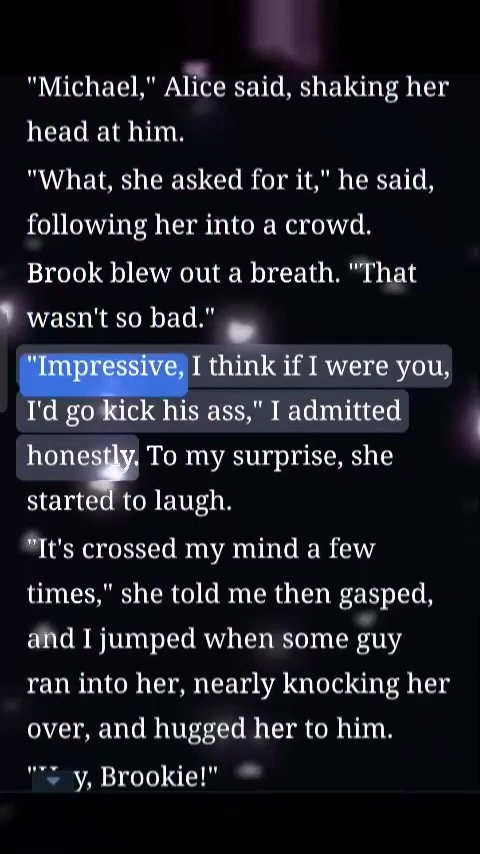 "Michael," Alice said, shaking her
head at him.
"What, she asked for it," he said,
following her into a crowd.
Brook blew out a breath. "That
wasn't so bad."
"Impressive, I think if I were you,
I'd go kick his ass," I admitted
honestly. To my surprise, she
started to laugh.
"It's crossed my mind a few
times," she told me then gasped,
and I jumped when some guy
ran into her, nearly knocking her
over, and hugged her to him.
Brookie!"